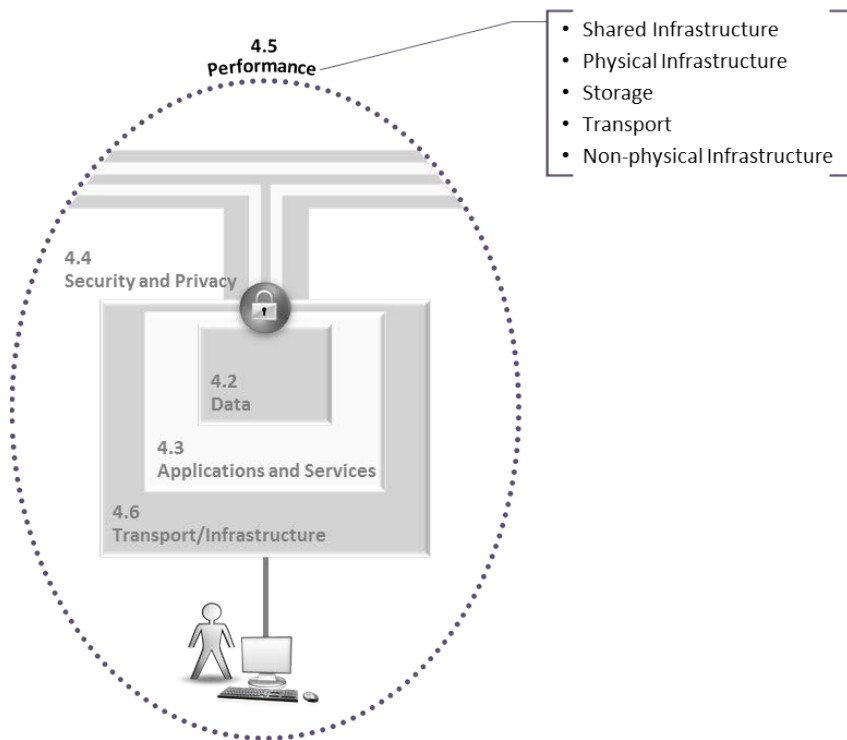 4.5
Performance
• Shared Infrastructure
• Physical Infrastructure
• Storage
• Transport
• Non-physical Infrastructure
4.4
Security and Privacy
4.2
Data
4.3
Applications and Services
4.6
Transport/Infrastructure